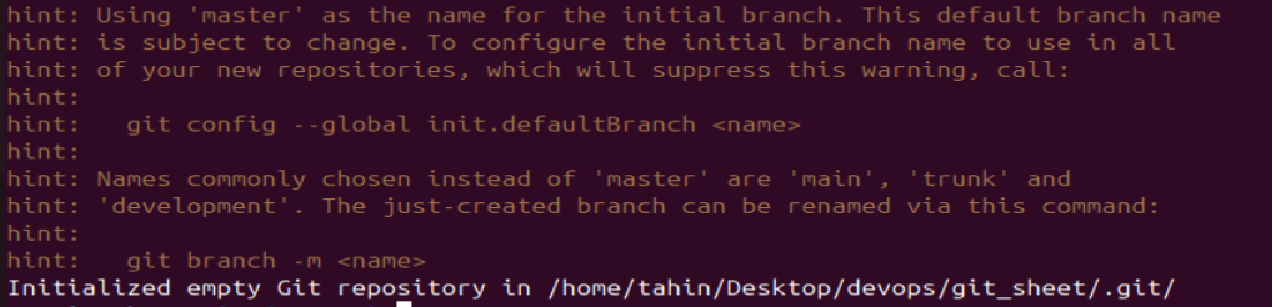 hint: Using 'master' as the name for the initial branch. This default branch name
hint: is subject to change. To configure the initial branch name to use in all
hint: of your new repositories, which will suppress this warning, call:
hint:
hint:   git config --global init.defaultBranch <name>
hint:
hint: Names commonly chosen instead of 'master' are 'main', 'trunk' and
hint: 'development'. The just-created branch can be renamed via this command:
hint:
hint:   git branch -m <name>
Initialized empty Git repository in /home/tahin/Desktop/devops/git_sheet/.git/